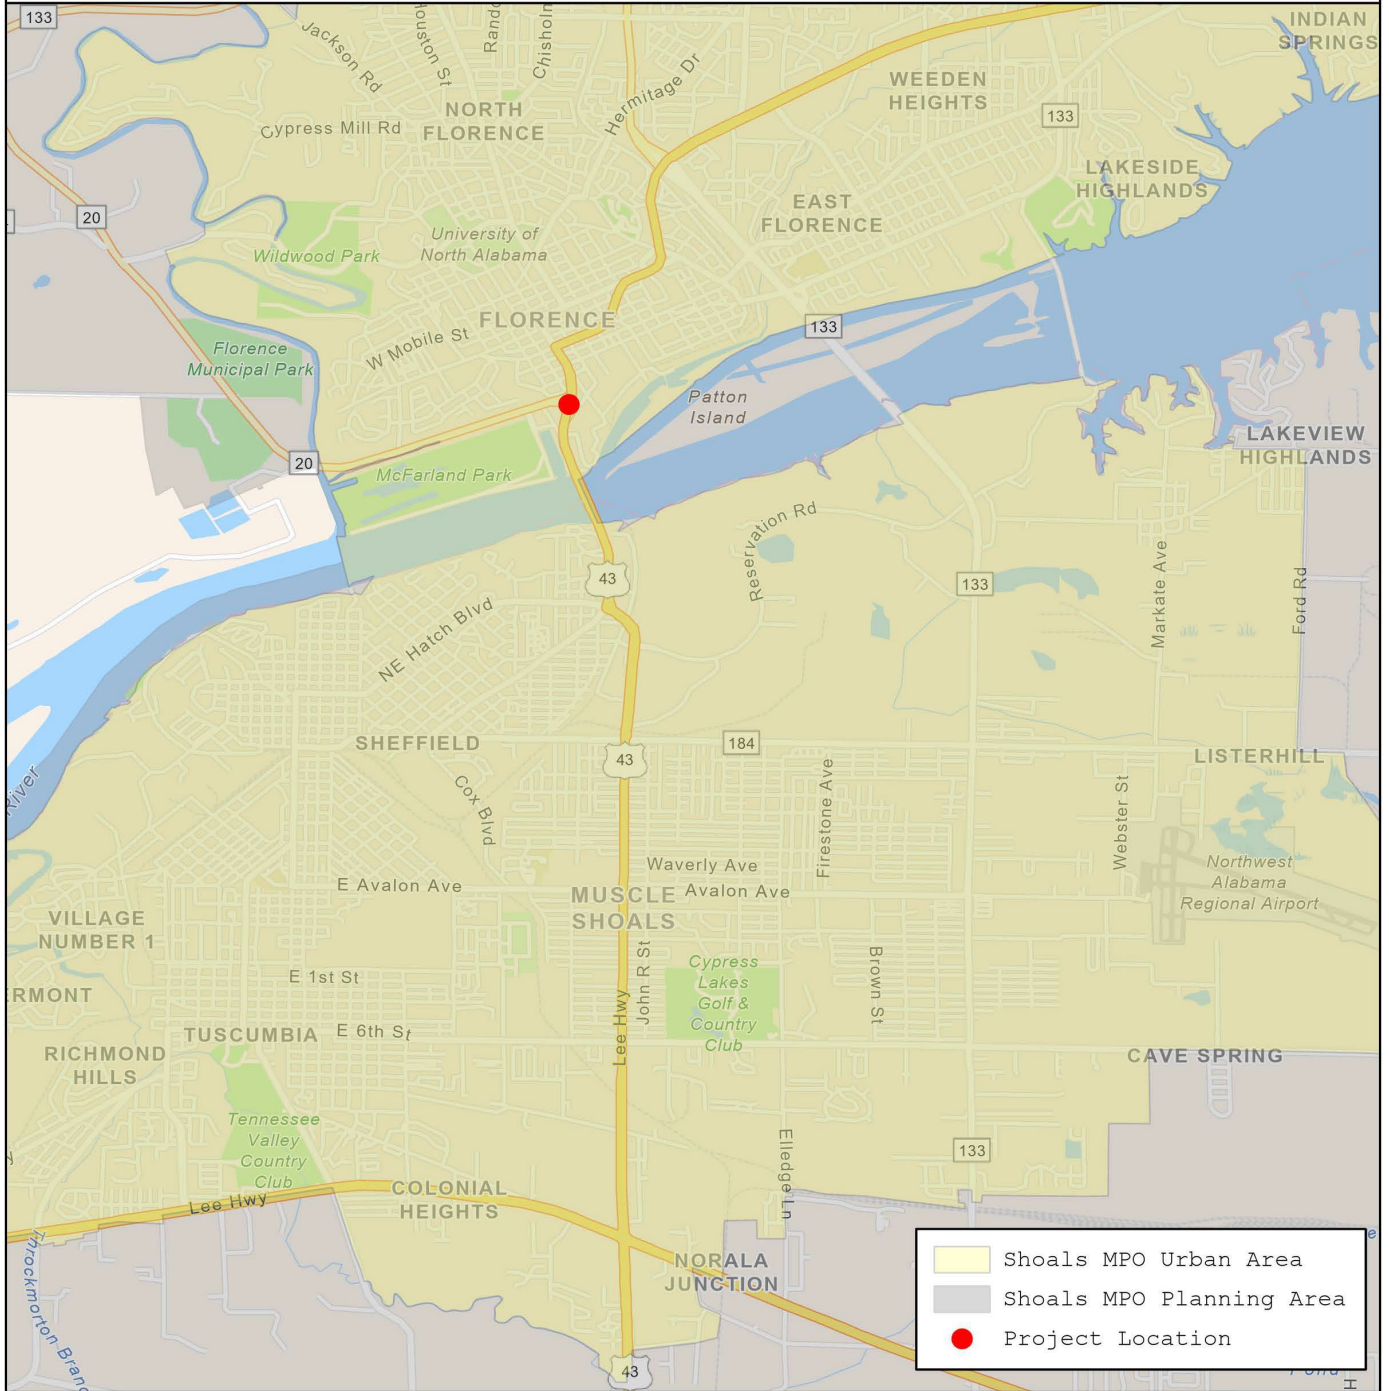 133
INDIAN
SPRINGS
Jackson Rd
Houston St
Chisholm
Hermitage Dr
WEEDEN
HEIGHTS
NORTH
FLORENCE
133
Cypress Mill Rd
LAKESIDE
HIGHLANDS
20
EAST
FLORENCE
University of
North Alabama
Wildwood Park
FLORENCE
133
W Mobile St
Florence
Municipal Park
Patton
Island
LAKEVIEW
HIGHLANDS
20
McFarland Park
Reservation Rd
43
133
Markate Ave
Ford Rd
NE Hatch Blvd
SHEFFIELD
184
43
LISTERHILL
River
Cox Blvd
Firestone Ave
Webster St
Waverly Ave
E Avalon Ave
Avalon Ave
MUSCLE
SHOALS
Northwest
Alabama
Regional Airport
VILLAGE
NUMBER 1
E 1st St
John R St
Cypress
Lakes
Golf &
Country
Club
Brown St
ERMONT
TUSCUMBIA
E 6th St
Lee Hwy
RICHMOND
HILLS
CAVE SPRING
Tennessee
Valley
Country
Club
133
Elledge Ln
Lee Hwy
COLONIAL
HEIGHTS
Throckmorton Branc
NORALA
JUNCTION
43
Shoals MPO Urban Area
Shoals MPO Planning Area
Project Location